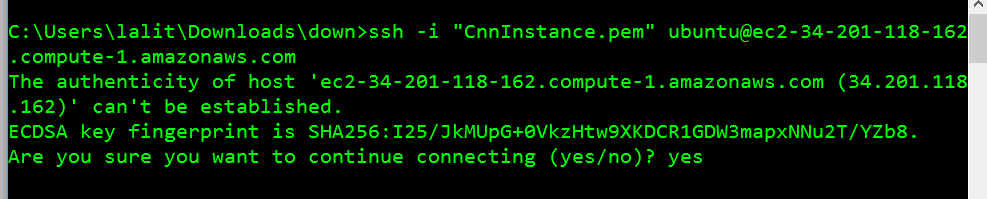 C:\Users\lalit\Downloads\down>ssh -i "CnnInstance.pem" ubuntu@ec2-34-201-118-162
.compute-1.amazonaws.com
The authenticity of host 'ec2-34-201-118-162.compute-1.amazonaws.com (34.201.118
.162)' can't be established.
ECDSA key fingerprint is SHA256:I25/JkMUpG+0VkzHtw9XKDCR1GDW3mapxNNu2T/YZb8.
Are you sure you want to continue connecting (yes/no)? yes